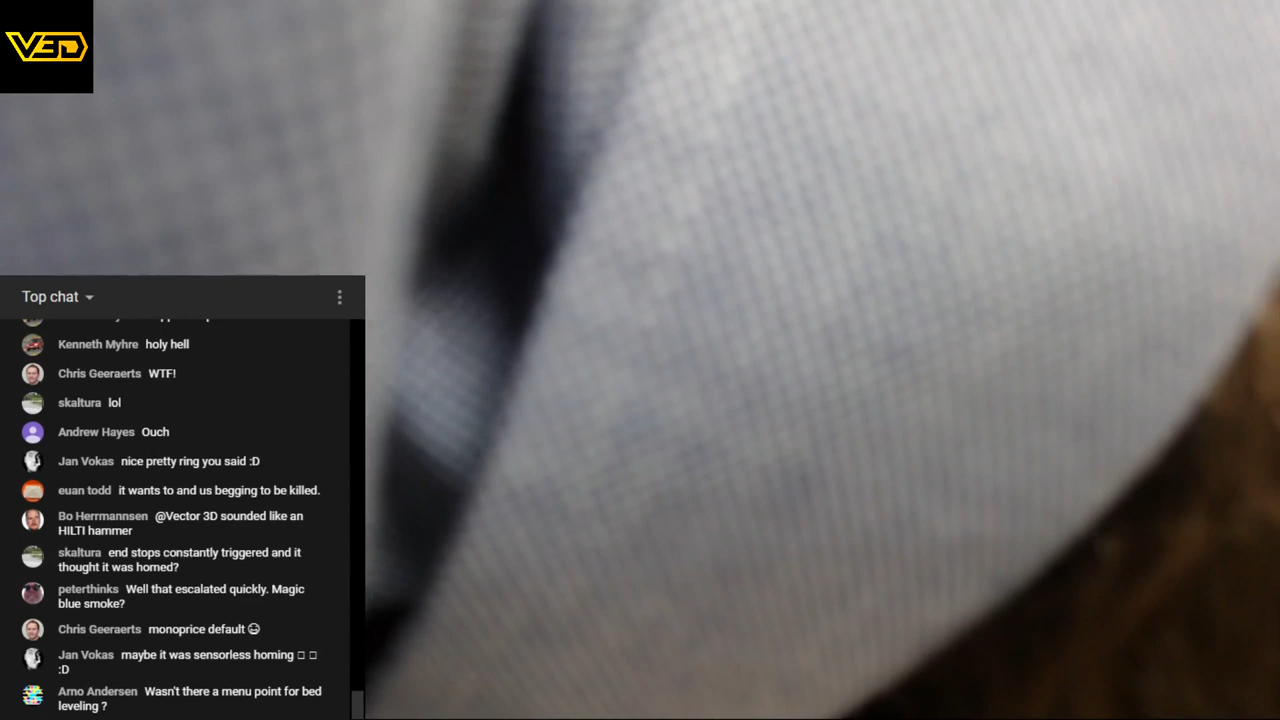 V3D
Top chat
Kenneth Myhre holy hell
Chris Geeraerts WTF!
skaltura lol
Andrew Hayes Ouch
Jan Vokas nice pretty ring you said :D
euan todd it wants to and us begging to be killed.
Bo Herrmannsen @Vector 3D sounded like an
HILTI hammer
skaltura end stops constantly triggered and it
thought it was homed?
peterthinks Well that escalated quickly. Magic
blue smoke?
Chris Geeraerts monoprice default 😂
Jan Vokas maybe it was sensorless homing □ □
:D
Arno Andersen Wasn't there a menu point for bed
leveling ?